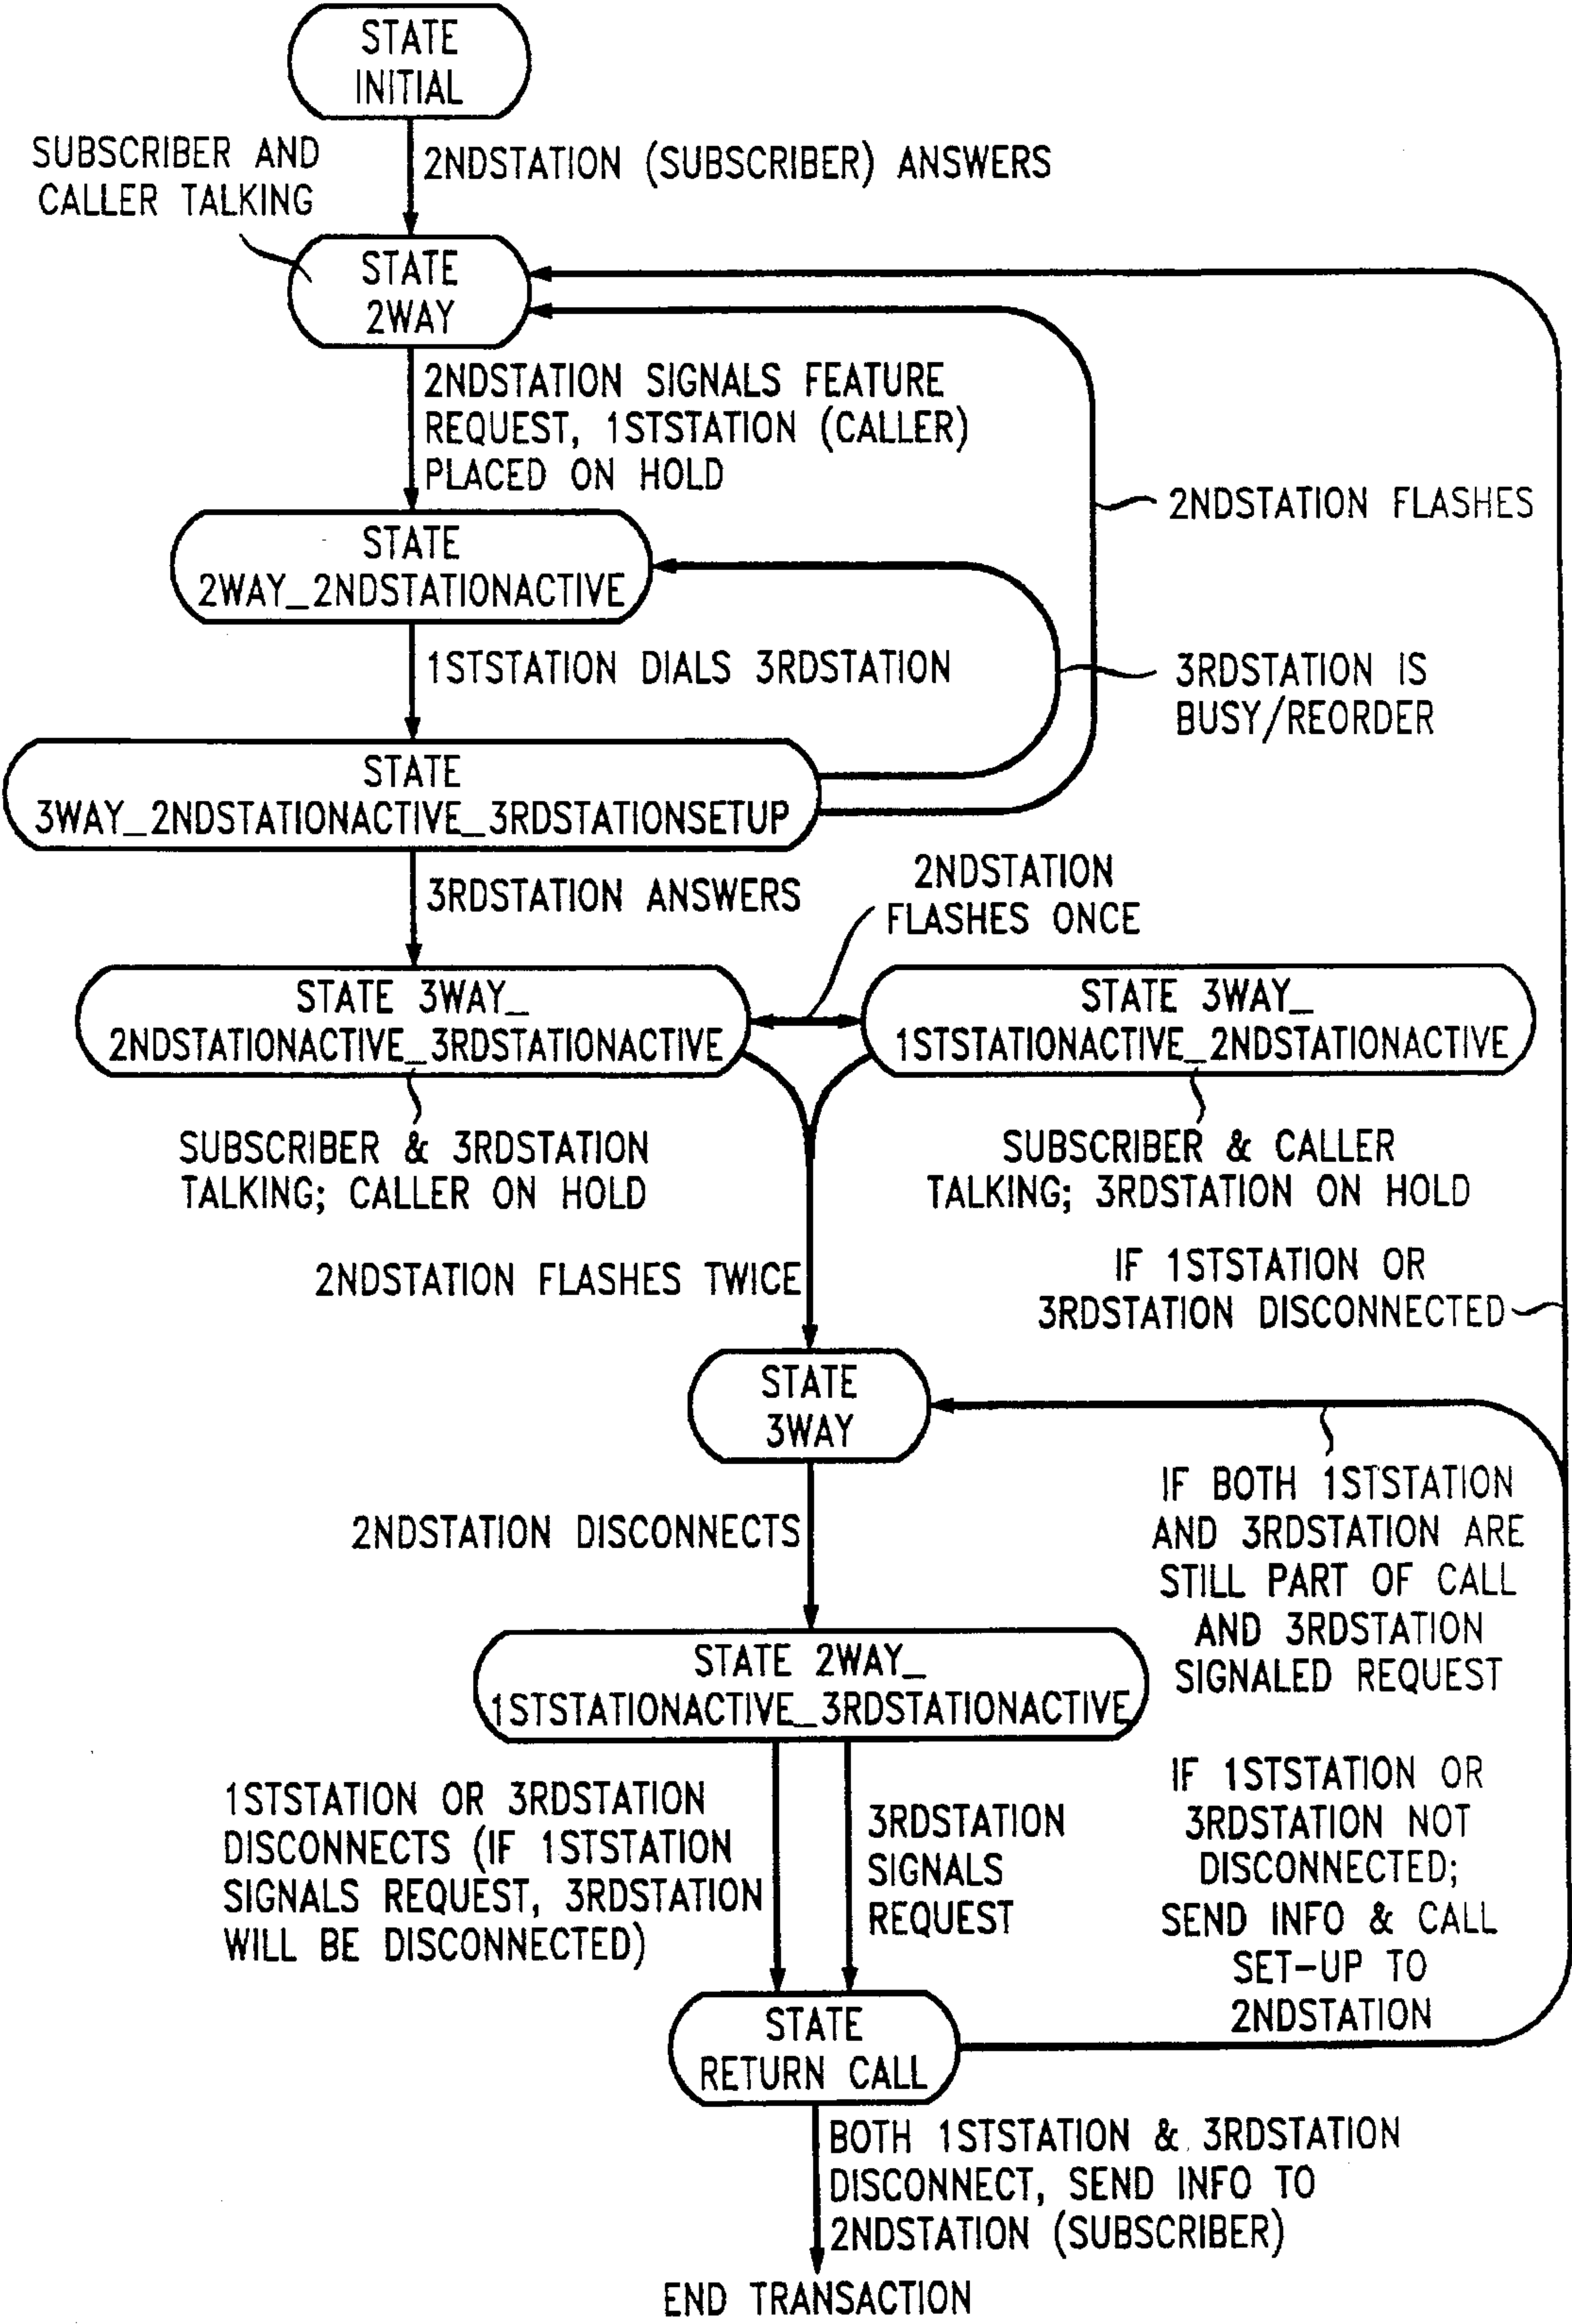 STATE
INITIAL
SUBSCRIBER AND
CALLER TALKING
2NDSTATION (SUBSCRIBER) ANSWERS
STATE
2WAY
2NDSTATION SIGNALS FEATURE
REQUEST, 1STSTATION (CALLER)
PLACED ON HOLD
2NDSTATION FLASHES
STATE
2WAY_2NDSTATIONACTIVE
1STSTATION DIALS 3RDSTATION
3RDSTATION IS
BUSY/REORDER
STATE
3WAY_2NDSTATIONACTIVE_3RDSTATIONSETUP
3RDSTATION ANSWERS
2NDSTATION
FLASHES ONCE
STATE 3WAY_
2NDSTATIONACTIVE_3RDSTATIONACTIVE
STATE 3WAY_
1STSTATIONACTIVE_2NDSTATIONACTIVE
SUBSCRIBER & 3RDSTATION
TALKING; CALLER ON HOLD
SUBSCRIBER & CALLER
TALKING; 3RDSTATION ON HOLD
2NDSTATION FLASHES TWICE
IF 1STSTATION OR
3RDSTATION DISCONNECTED
STATE
3WAY
IF BOTH 1STSTATION
AND 3RDSTATION ARE
STILL PART OF CALL
AND 3RDSTATION
SIGNALED REQUEST
2NDSTATION DISCONNECTS
STATE 2WAY_
1STSTATIONACTIVE_3RDSTATIONACTIVE
1STSTATION OR 3RDSTATION
DISCONNECTS (IF 1STSTATION
SIGNALS REQUEST, 3RDSTATION
WILL BE DISCONNECTED)
3RDSTATION
SIGNALS
REQUEST
IF 1STSTATION OR
3RDSTATION NOT
DISCONNECTED;
SEND INFO & CALL
SET-UP TO
2NDSTATION
STATE
RETURN CALL
BOTH 1STSTATION & 3RDSTATION
DISCONNECT, SEND INFO TO
2NDSTATION (SUBSCRIBER)
END TRANSACTION